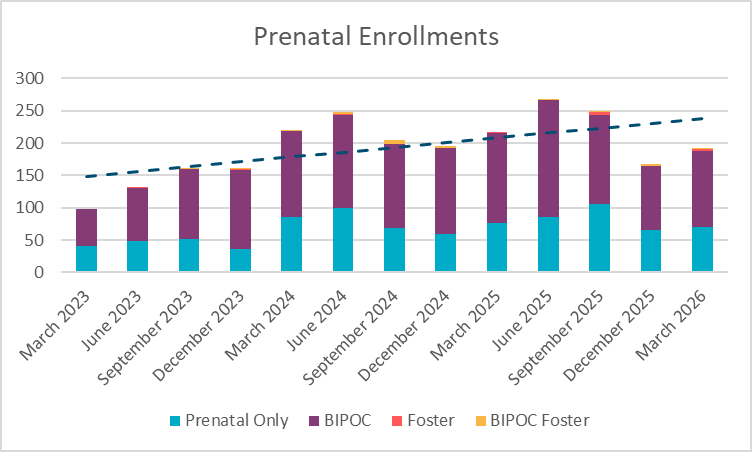 Prenatal Enrollments
300
250
200
150
100
50
0
March 2023
June 2023
September 2023
December 2023
March 2024
June 2024
September 2024
December 2024
March 2025
June 2025
September 2025
December 2025
March 2026
Prenatal Only BIPOC Foster BIPOC Foster